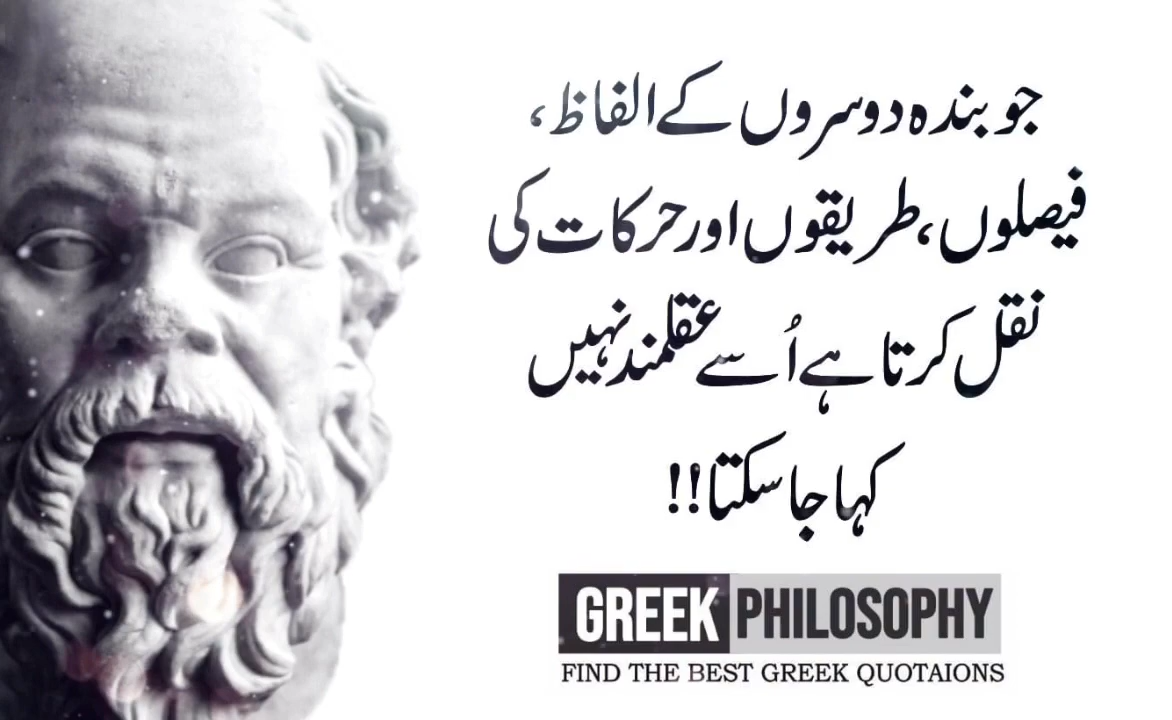 جو بندہ دوسروں کے الفاظ،
فیصلوں، طریقوں اور حرکات کی
نقل کرتا ہے اُسے عقلمند نہیں
کہا جا سکتا!!
GREEK PHILOSOPHY
FIND THE BEST GREEK QUOTAIONS